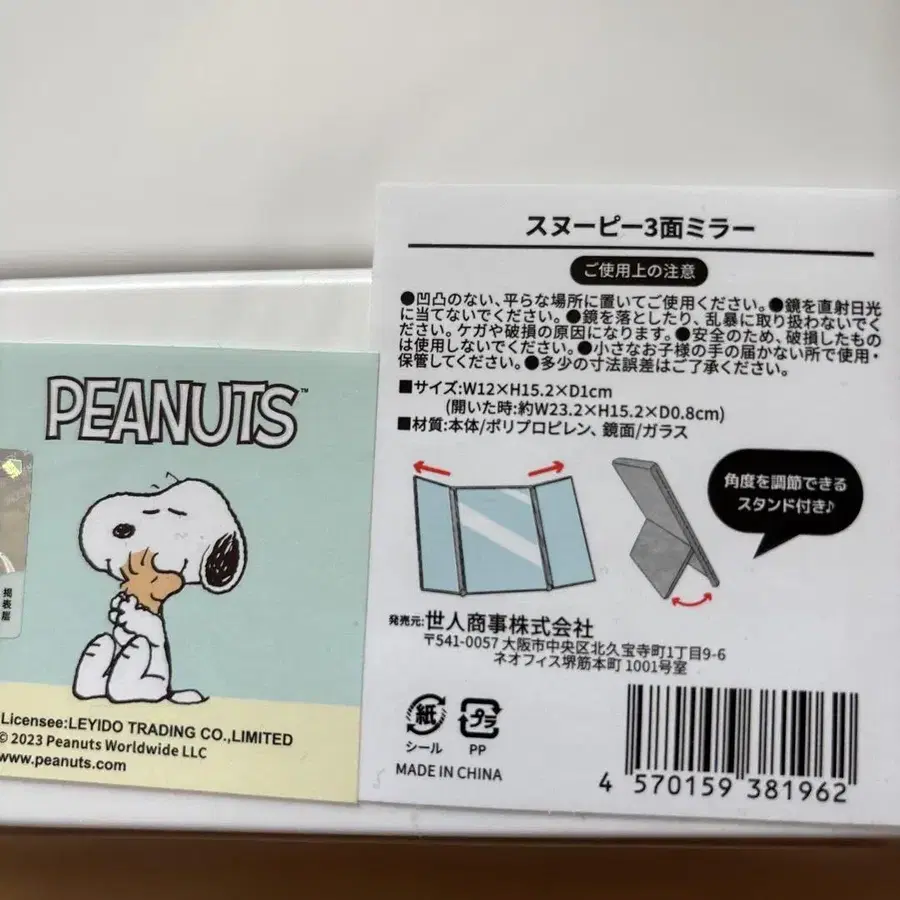 PEANUTS™
掲
表
Licensee:LEYIDO TRADING CO.,LIMITED
© 2023 Peanuts Worldwide LLC
www.peanuts.com
スヌーピー3面ミラー
ご使用上の注意
●凹凸のない、平らな場所に置いてご使用ください。●鏡を直射日光
に当てないでください。●鏡を落としたり、乱暴に取り扱わないでく
ださい。ケガや破損の原因になります。●安全のため、破損したもの
は使用しないでください。●小さなお子様の手の届かない所で使用・
保管してください。●多少の寸法誤差はご了承ください。
■サイズ:W12×H15.2×D1cm
(開いた時:約W23.2×H15.2×D0.8cm)
■材質:本体/ポリプロピレン、鏡面/ガラス
角度を調節できる
スタンド付き♪
発売元:世人商事株式会社
〒541-0057 大阪市中央区北久宝寺町1丁目9-6
ネオフィス堺筋本町 1001号室
紙 プラ
シール PP
MADE IN CHINA
4 570159 381962